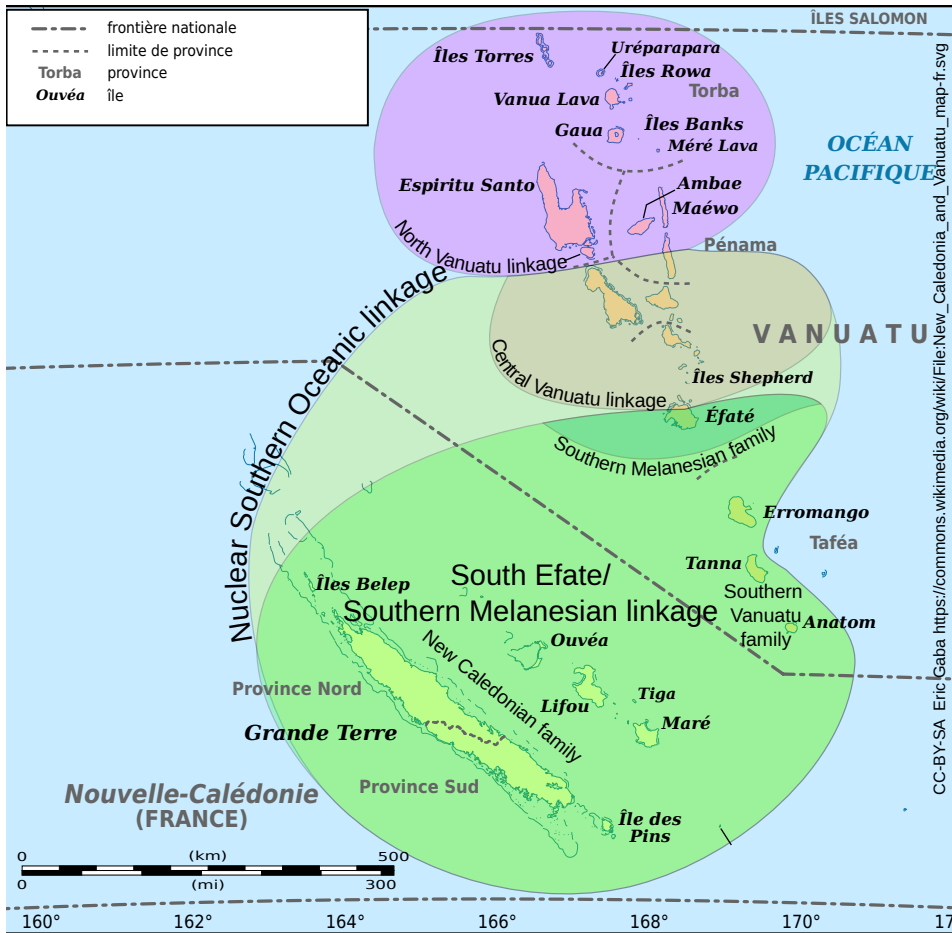 frontière nationale
limite de province
Torba province
Ouvéa île
ÎLES SALOMON
Îles Torres
Uréparapara
Îles Rowa
Vanua Lava
Torba
Gaua
Îles Banks
Méré Lava
OCÉAN
PACIFIQUE
Espiritu Santo
Ambae
Maéwo
North Vanuatu linkage
Pénama
Nuclear Southern Oceanic linkage
VANUATU
Central Vanuatu linkage
Îles Shepherd
Éfaté
Southern Melanesian family
Erromango
Taféa
Tanna
Îles Belep
South Efate/
Southern Melanesian linkage
Southern
Vanuatu
family
Anatom
Ouvéa
New Caledonian family
Province Nord
Lifou
Tiga
Maré
Grande Terre
Province Sud
Nouvelle-Calédonie
(FRANCE)
Île des
Pins
0 (km) 500
0 (mi) 300
160° 162° 164° 166° 168° 170° 17
CC-BY-SA Eric Gaba https://commons.wikimedia.org/wiki/File:New_Caledonia_and_Vanuatu_map-fr.svg